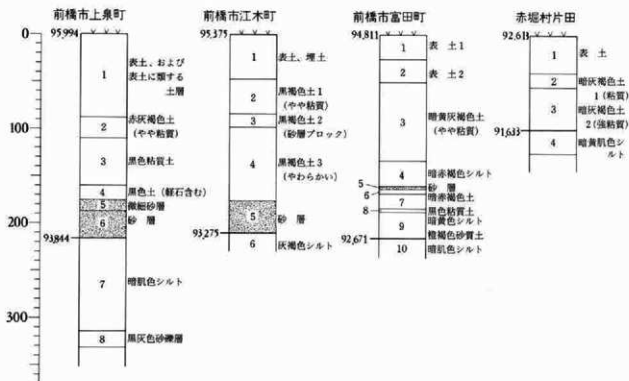 前橋市上泉町
95,994
1
表土、および
表土に類する
土層
2
赤灰褐色土
(やや粘質)
3
黒色粘質土
4
黒色土(軽石含む)
5
微細砂層
6
砂 層
93,844
7
暗肌色シルト
8
黒灰色砂礫層
前橋市江木町
95,375
1
表土、埋土
2
黒褐色土1
(やや粘質)
3
黒褐色土2
(砂層ブロック)
4
黒褐色土3
(やわらかい)
5
砂 層
93,275
6
灰褐色シルト
前橋市富田町
94,811
1
表 土1
2
表 土2
3
暗黄灰褐色土
(やや粘質)
4
暗赤褐色シルト
5
砂 層
6
7
暗赤褐色土
8
黒色粘質土
9
暗黄色シルト
橙褐色砂質土
92,671
10
暗肌色シルト
赤堀村片田
92,613
1
表 土
2
暗灰褐色土
1(粘質)
3
暗灰褐色土
2(強粘質)
91,633
4
暗黄肌色シ
ルト
0
100
200
300